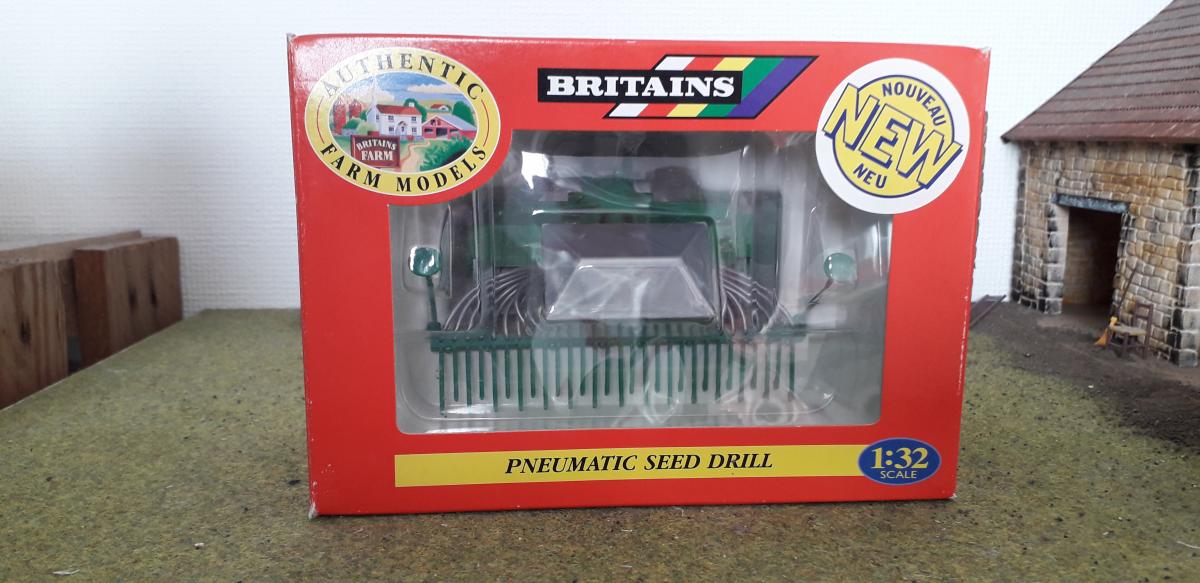 AUTHENTIC
BRITAINS
FARM
FARM MODELS
BRITAINS
NOUVEAU
NEW
NEU
PNEUMATIC SEED DRILL
1:32
SCALE